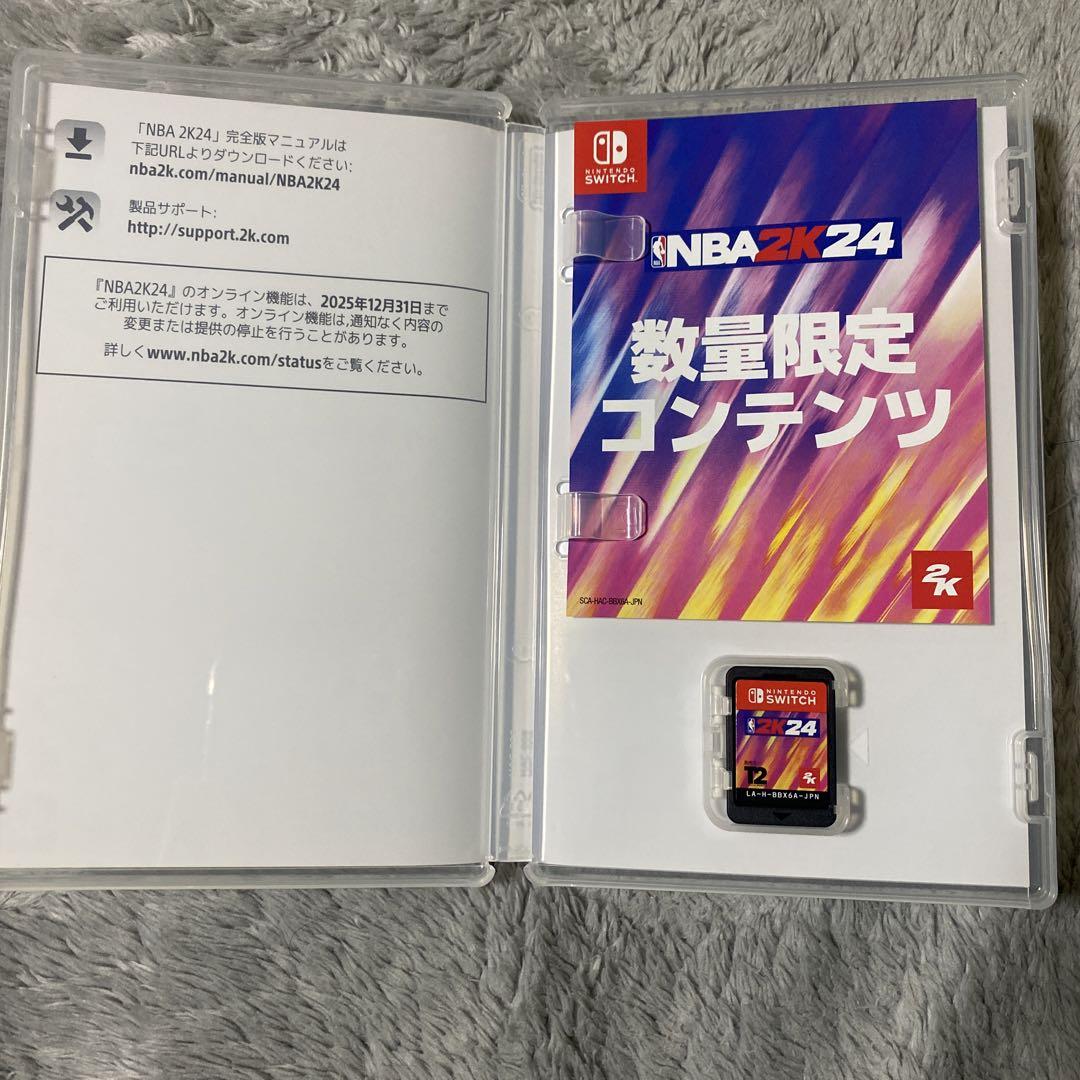 「NBA 2K24」完全版マニュアルは
下記URLよりダウンロードください:
nba2k.com/manual/NBA2K24
製品サポート:
http://support.2k.com
『NBA2K24』のオンライン機能は、2025年12月31日まで
ご利用いただけます。オンライン機能は,通知なく内容の
変更または提供の停止を行うことがあります。
詳しくwww.nba2k.com/statusをご覧ください。
NINTENDO
SWITCH
NBA2K24
数量限定
コンテンツ
2K
SCA-HAC-BBX6A-JPN
NINTENDO
SWITCH
2K24
T2
2K
LA-H-BBX6A-JPN